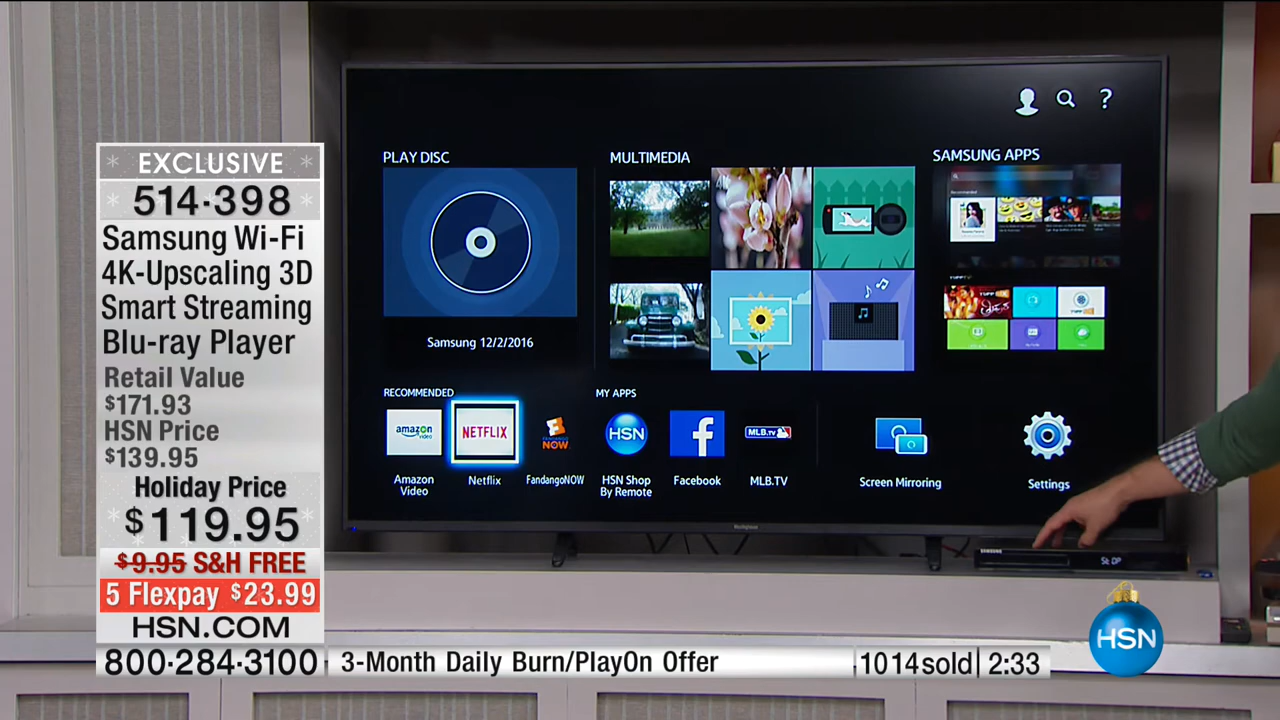 EXCLUSIVE
514·398
Samsung Wi-Fi
4K-Upscaling 3D
Smart Streaming
Blu-ray Player
Retail Value
$171.93
HSN Price
$139.95
Holiday Price
$119.95
$9.95 S&H FREE
5 Flexpay $23.99
HSN.COM
800·284·3100
3-Month Daily Burn/PlayOn Offer
1014sold
2:33
HSN
?
PLAY DISC
MULTIMEDIA
SAMSUNG APPS
Samsung 12/2/2016
RECOMMENDED
MY APPS
amazon
video
NETFLIX
FANDANGO
NOW
HSN
f
MLB.TV
Amazon
Video
Netflix
FandangoNOW
HSN Shop
By Remote
Facebook
MLB.TV
Screen Mirroring
Settings
Westinghouse
SAMSUNG